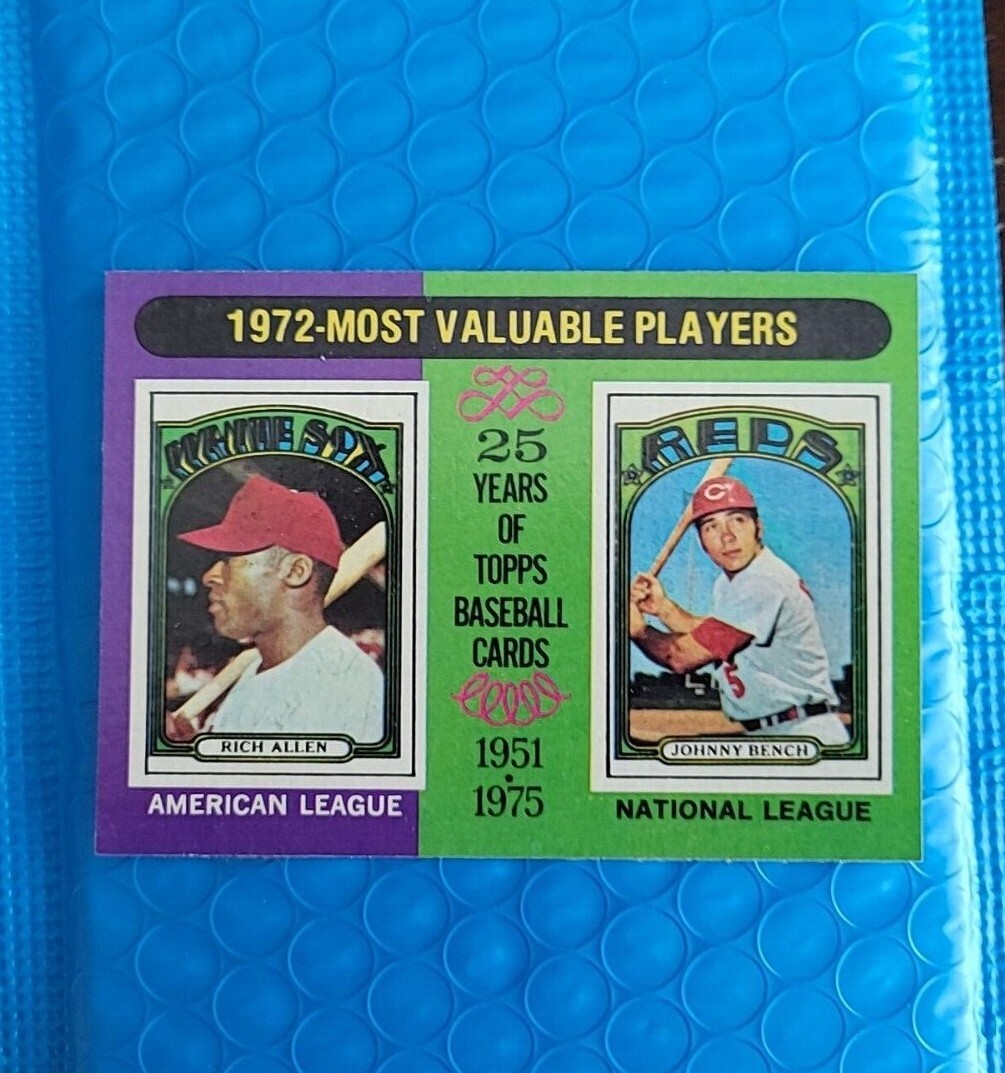 1972-MOST VALUABLE PLAYERS
WHITE SOX
RICH ALLEN
AMERICAN LEAGUE
25
YEARS
OF
TOPPS
BASEBALL
CARDS
1951
•
1975
REDS
C
5
JOHNNY BENCH
NATIONAL LEAGUE